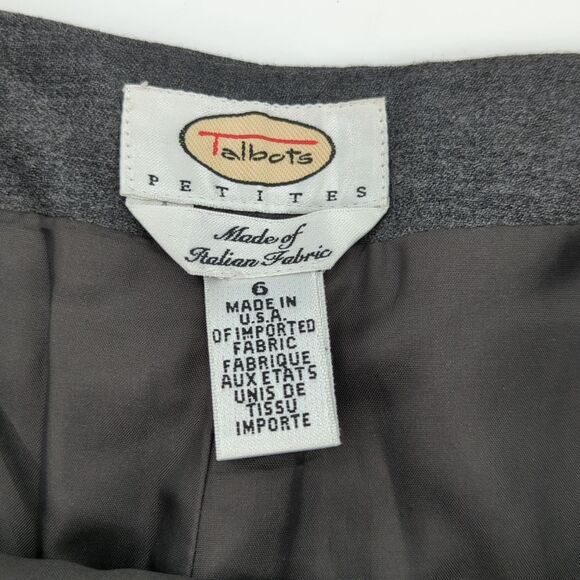 Talbots
PETITES
Made of
Italian Fabric
6
MADE IN
U.S.A.
OF IMPORTED
FABRIC
FABRIQUE
AUX ETATS
UNIS DE
TISSU
IMPORTE